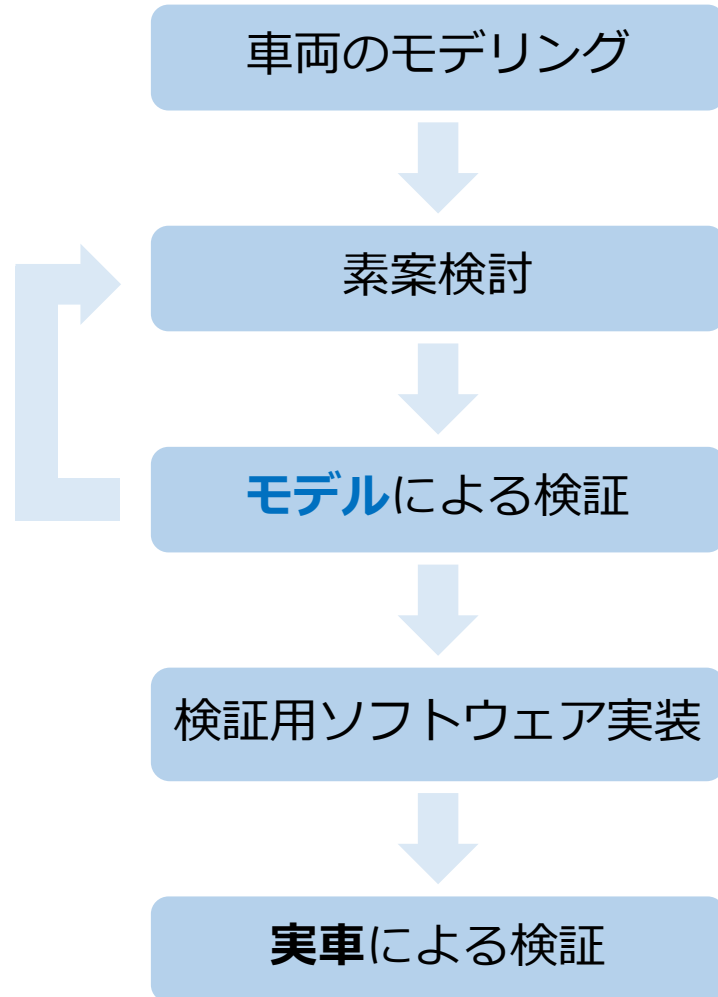 車両のモデリング
素案検討
モデルによる検証
検証用ソフトウェア実装
実車による検証